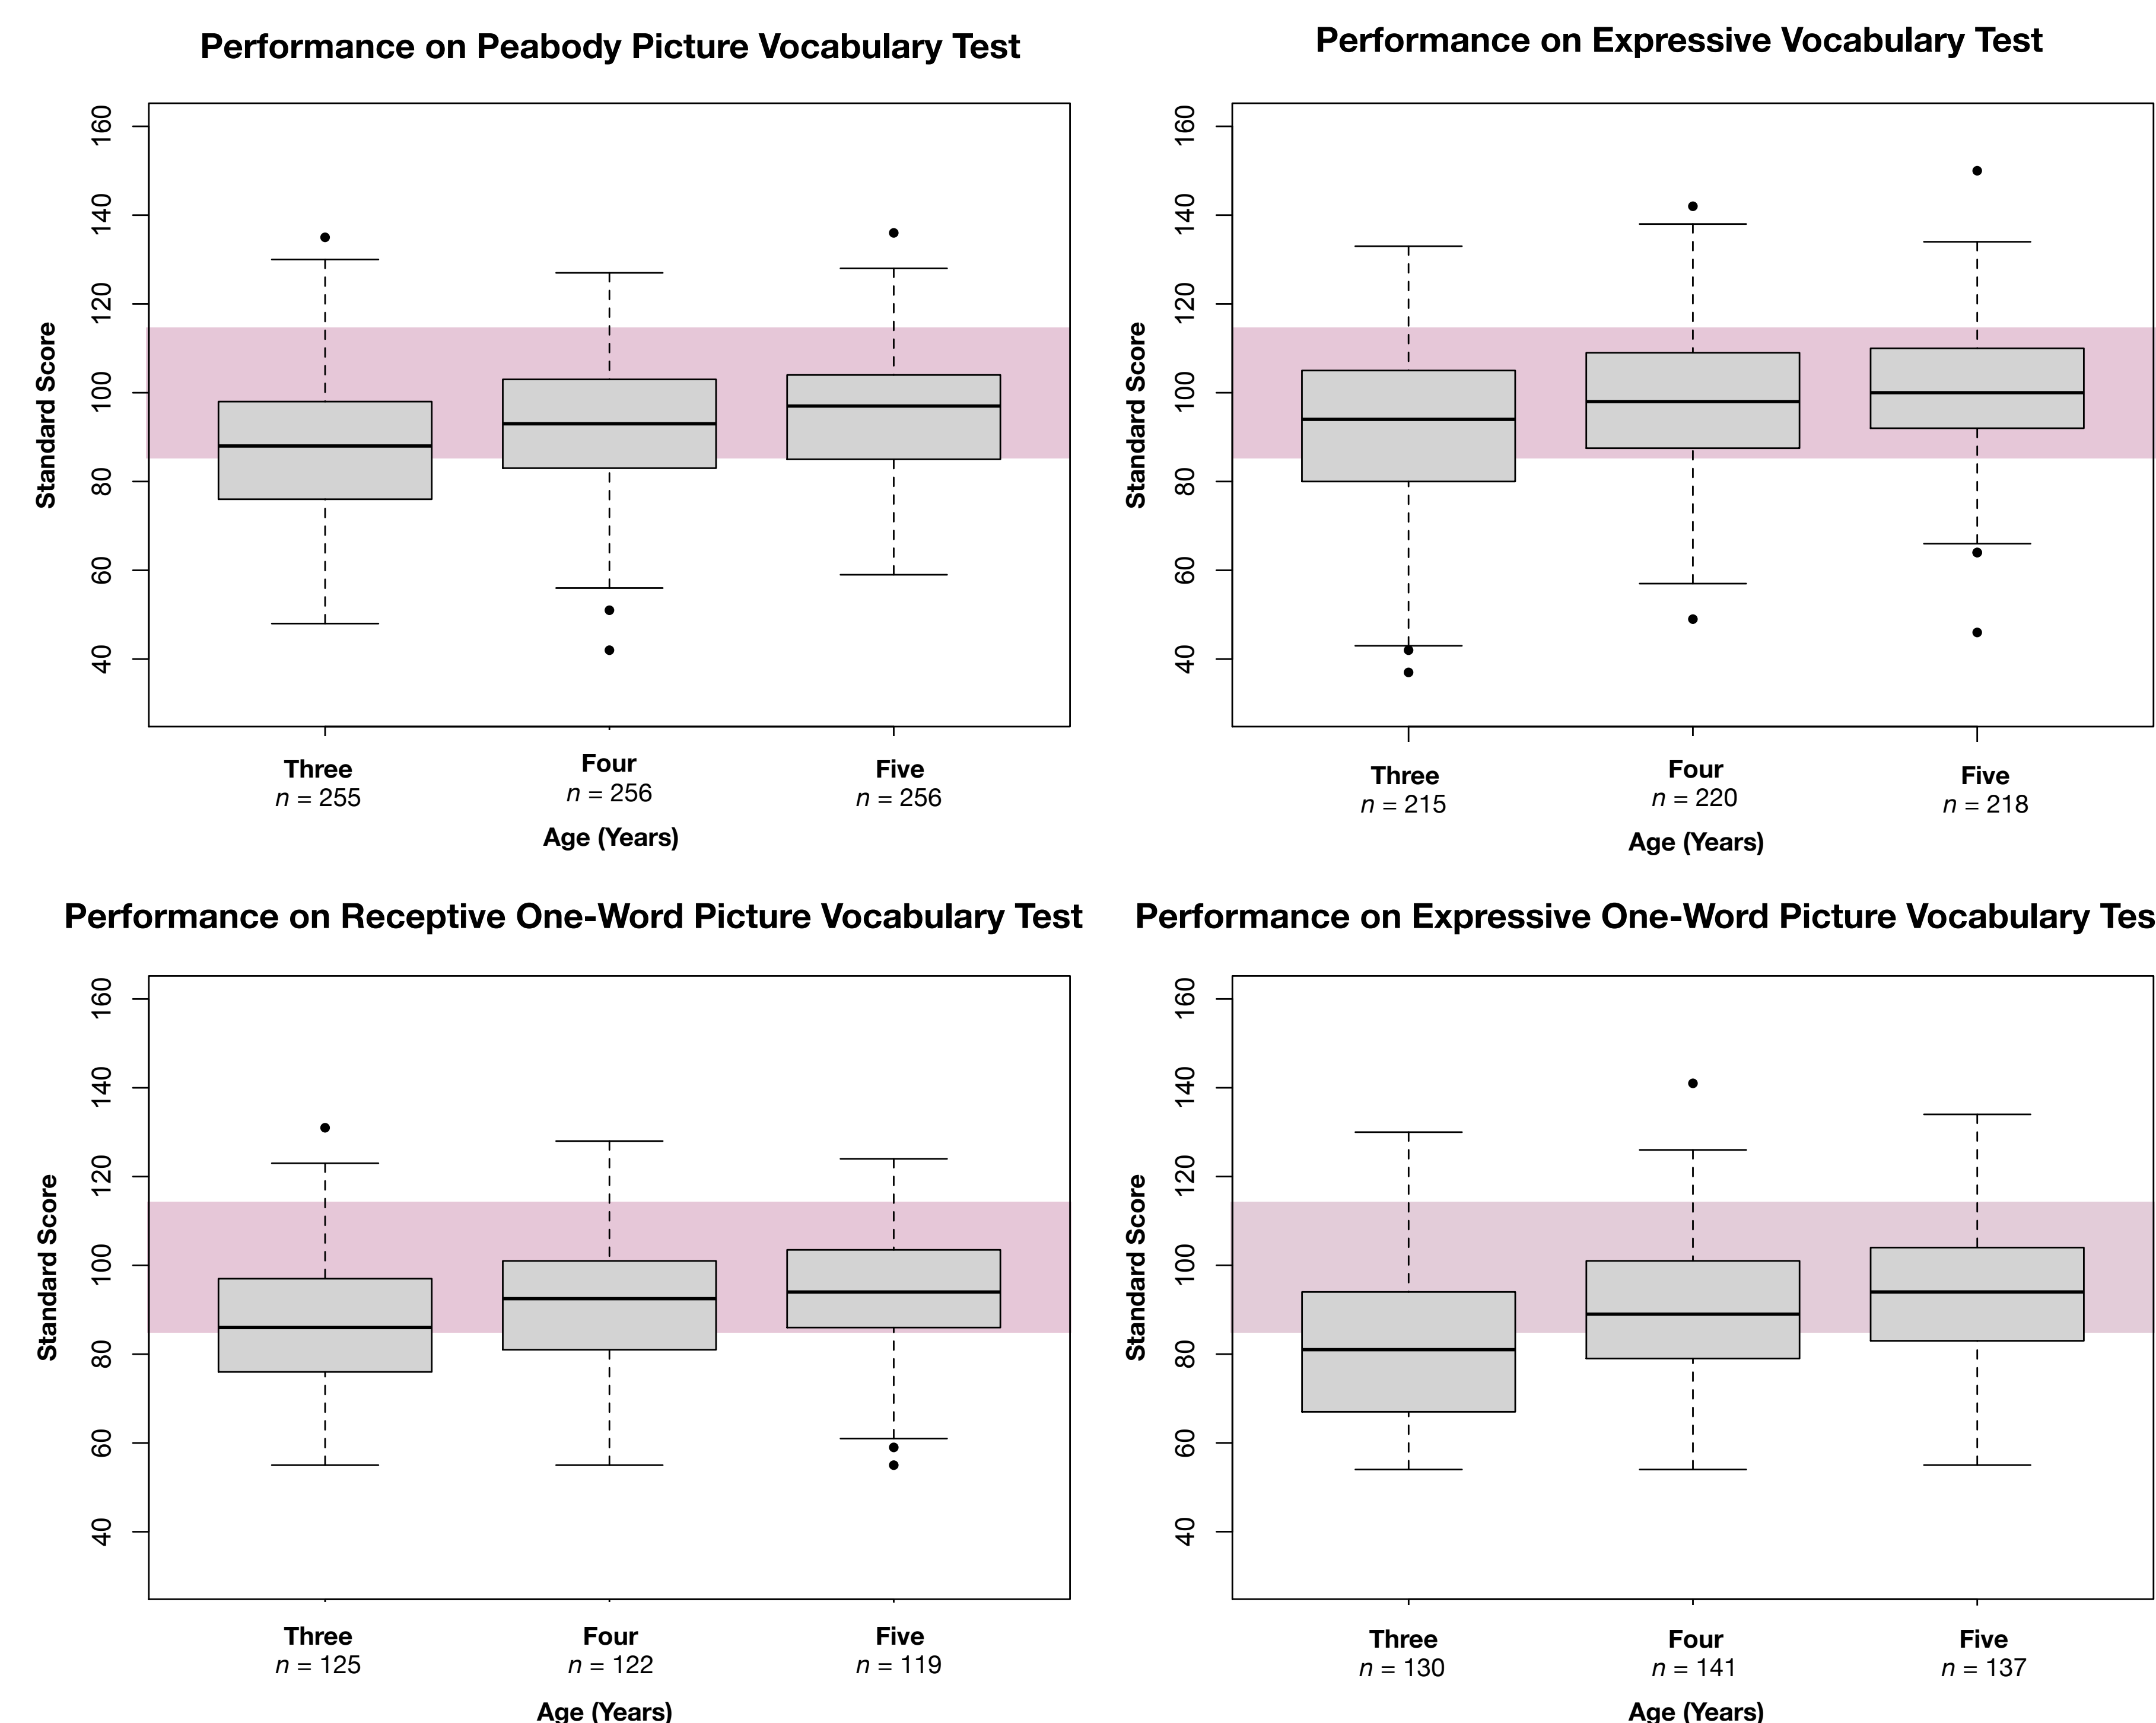 Performance on Peabody Picture Vocabulary Test
160
140
120
100
80
60
40
Standard Score
Three
n = 255
Four
n = 256
Five
n = 256
Age (Years)
Performance on Expressive Vocabulary Test
160
140
120
100
80
60
40
Standard Score
Three
n = 215
Four
n = 220
Five
n = 218
Age (Years)
Performance on Receptive One-Word Picture Vocabulary Test
160
140
120
100
80
60
40
Standard Score
Three
n = 125
Four
n = 122
Five
n = 119
Age (Years)
Performance on Expressive One-Word Picture Vocabulary Tes
160
140
120
100
80
60
40
Standard Score
Three
n = 130
Four
n = 141
Five
n = 137
Age (Years)